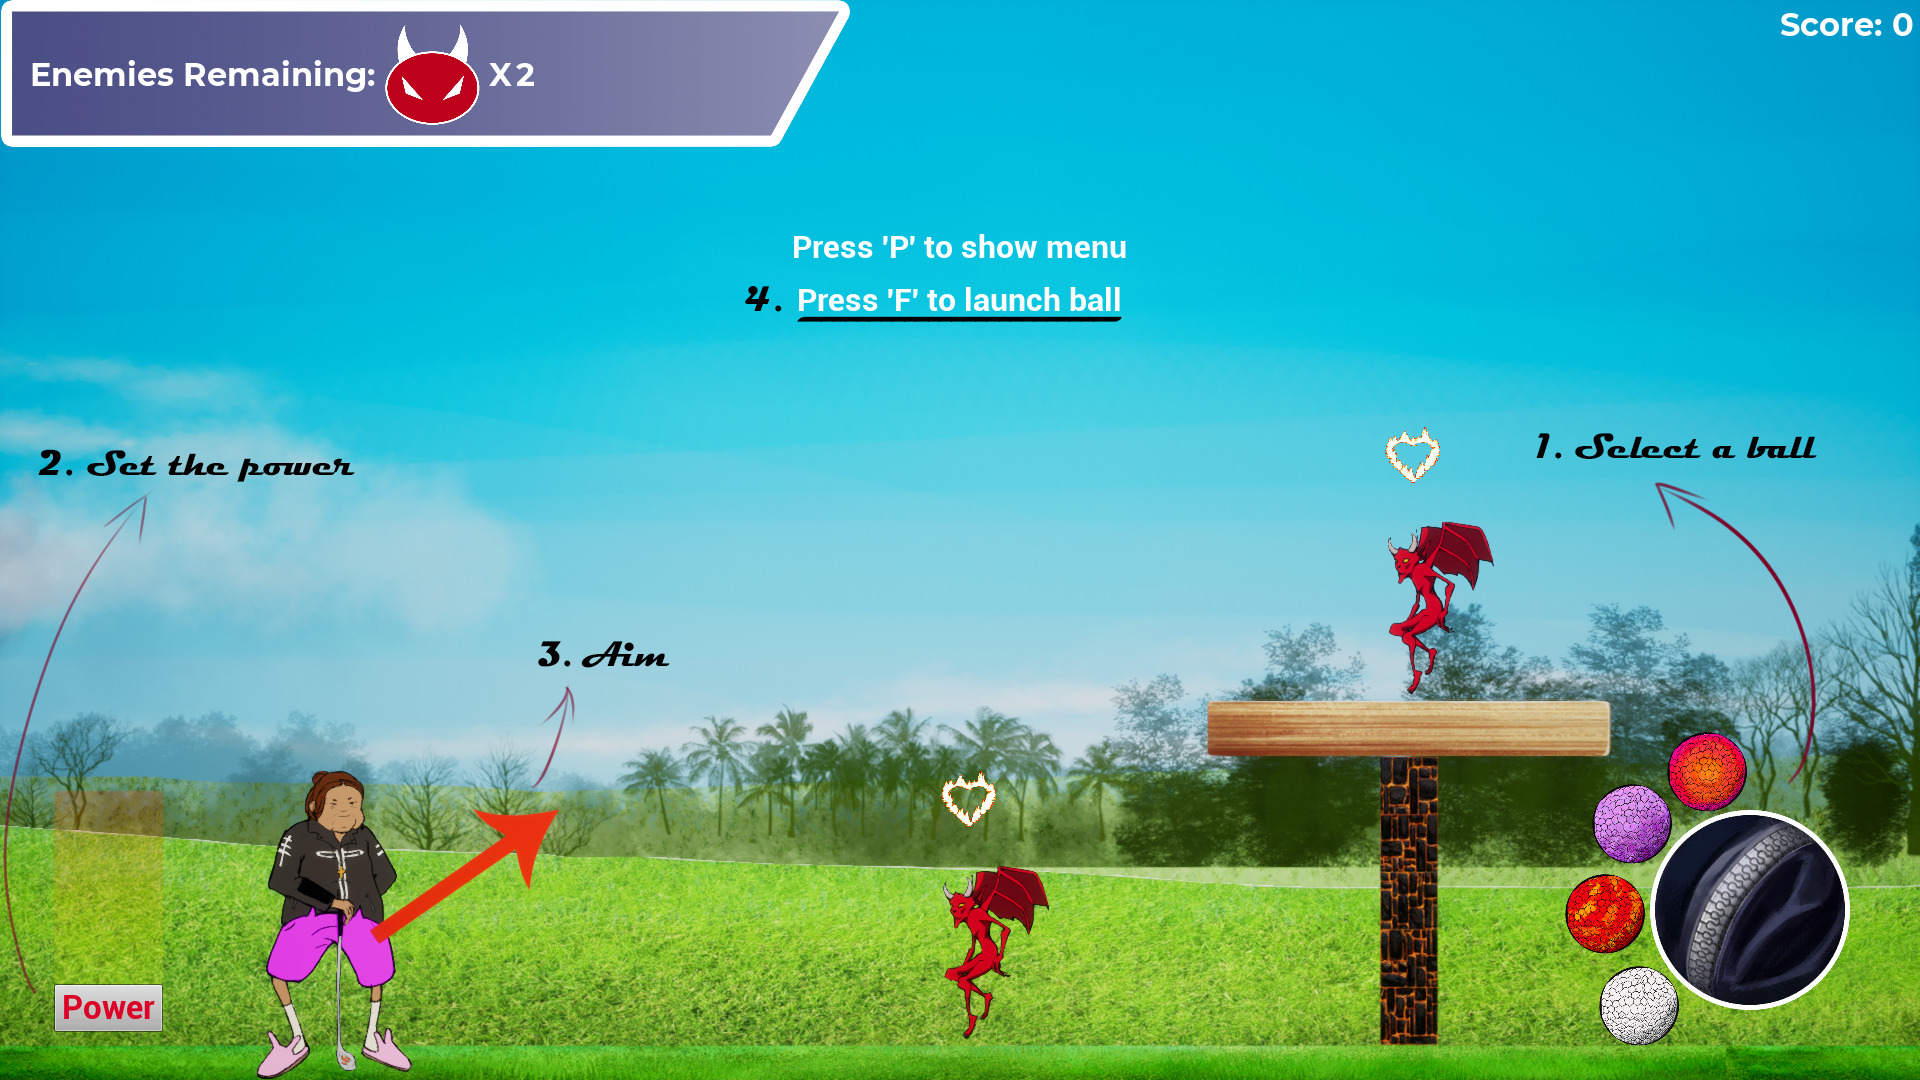 Enemies Remaining: X2
Score: 0
Press 'P' to show menu
4. Press 'F' to launch ball
2. Set the power
1. Select a ball
3. Aim
Power